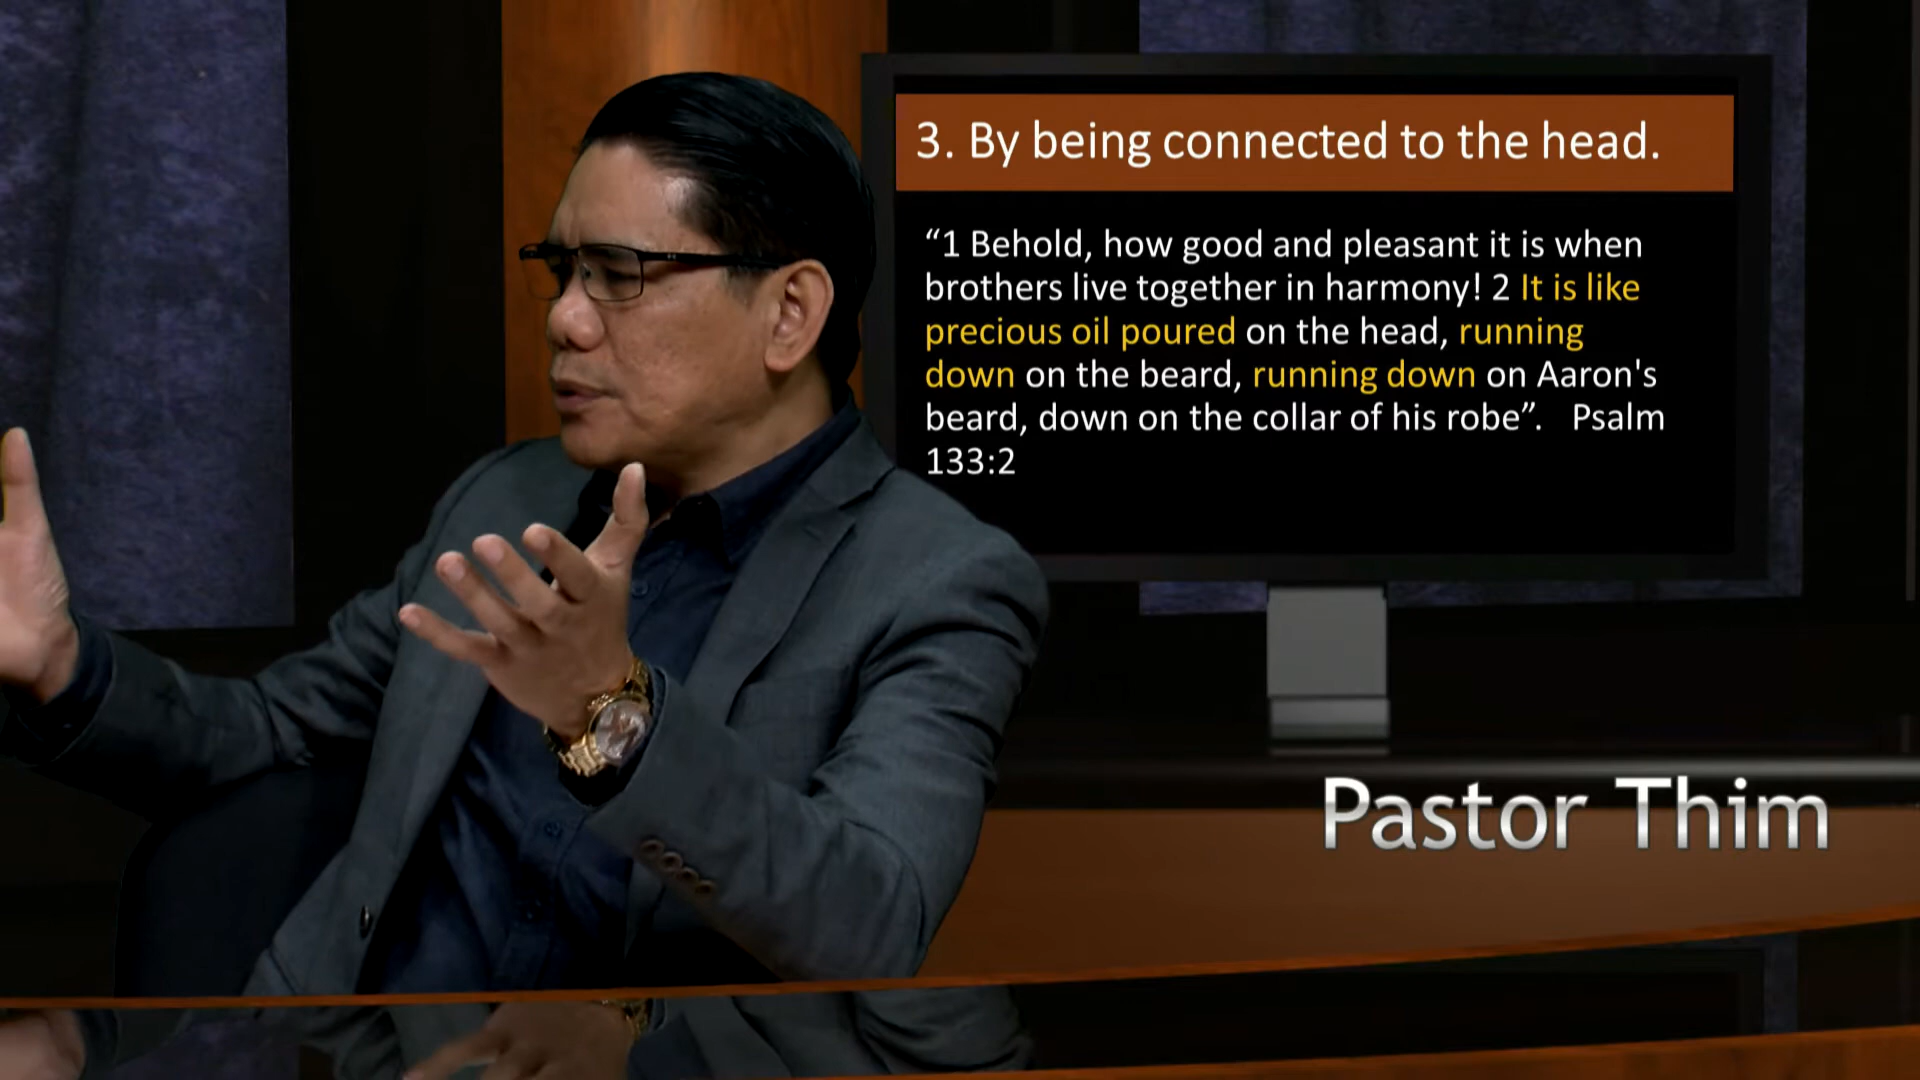 3. By being connected to the head.
“1 Behold, how good and pleasant it is when
brothers live together in harmony! 2 It is like
precious oil poured on the head, running
down on the beard, running down on Aaron's
beard, down on the collar of his robe”.   Psalm
133:2
Pastor Thim